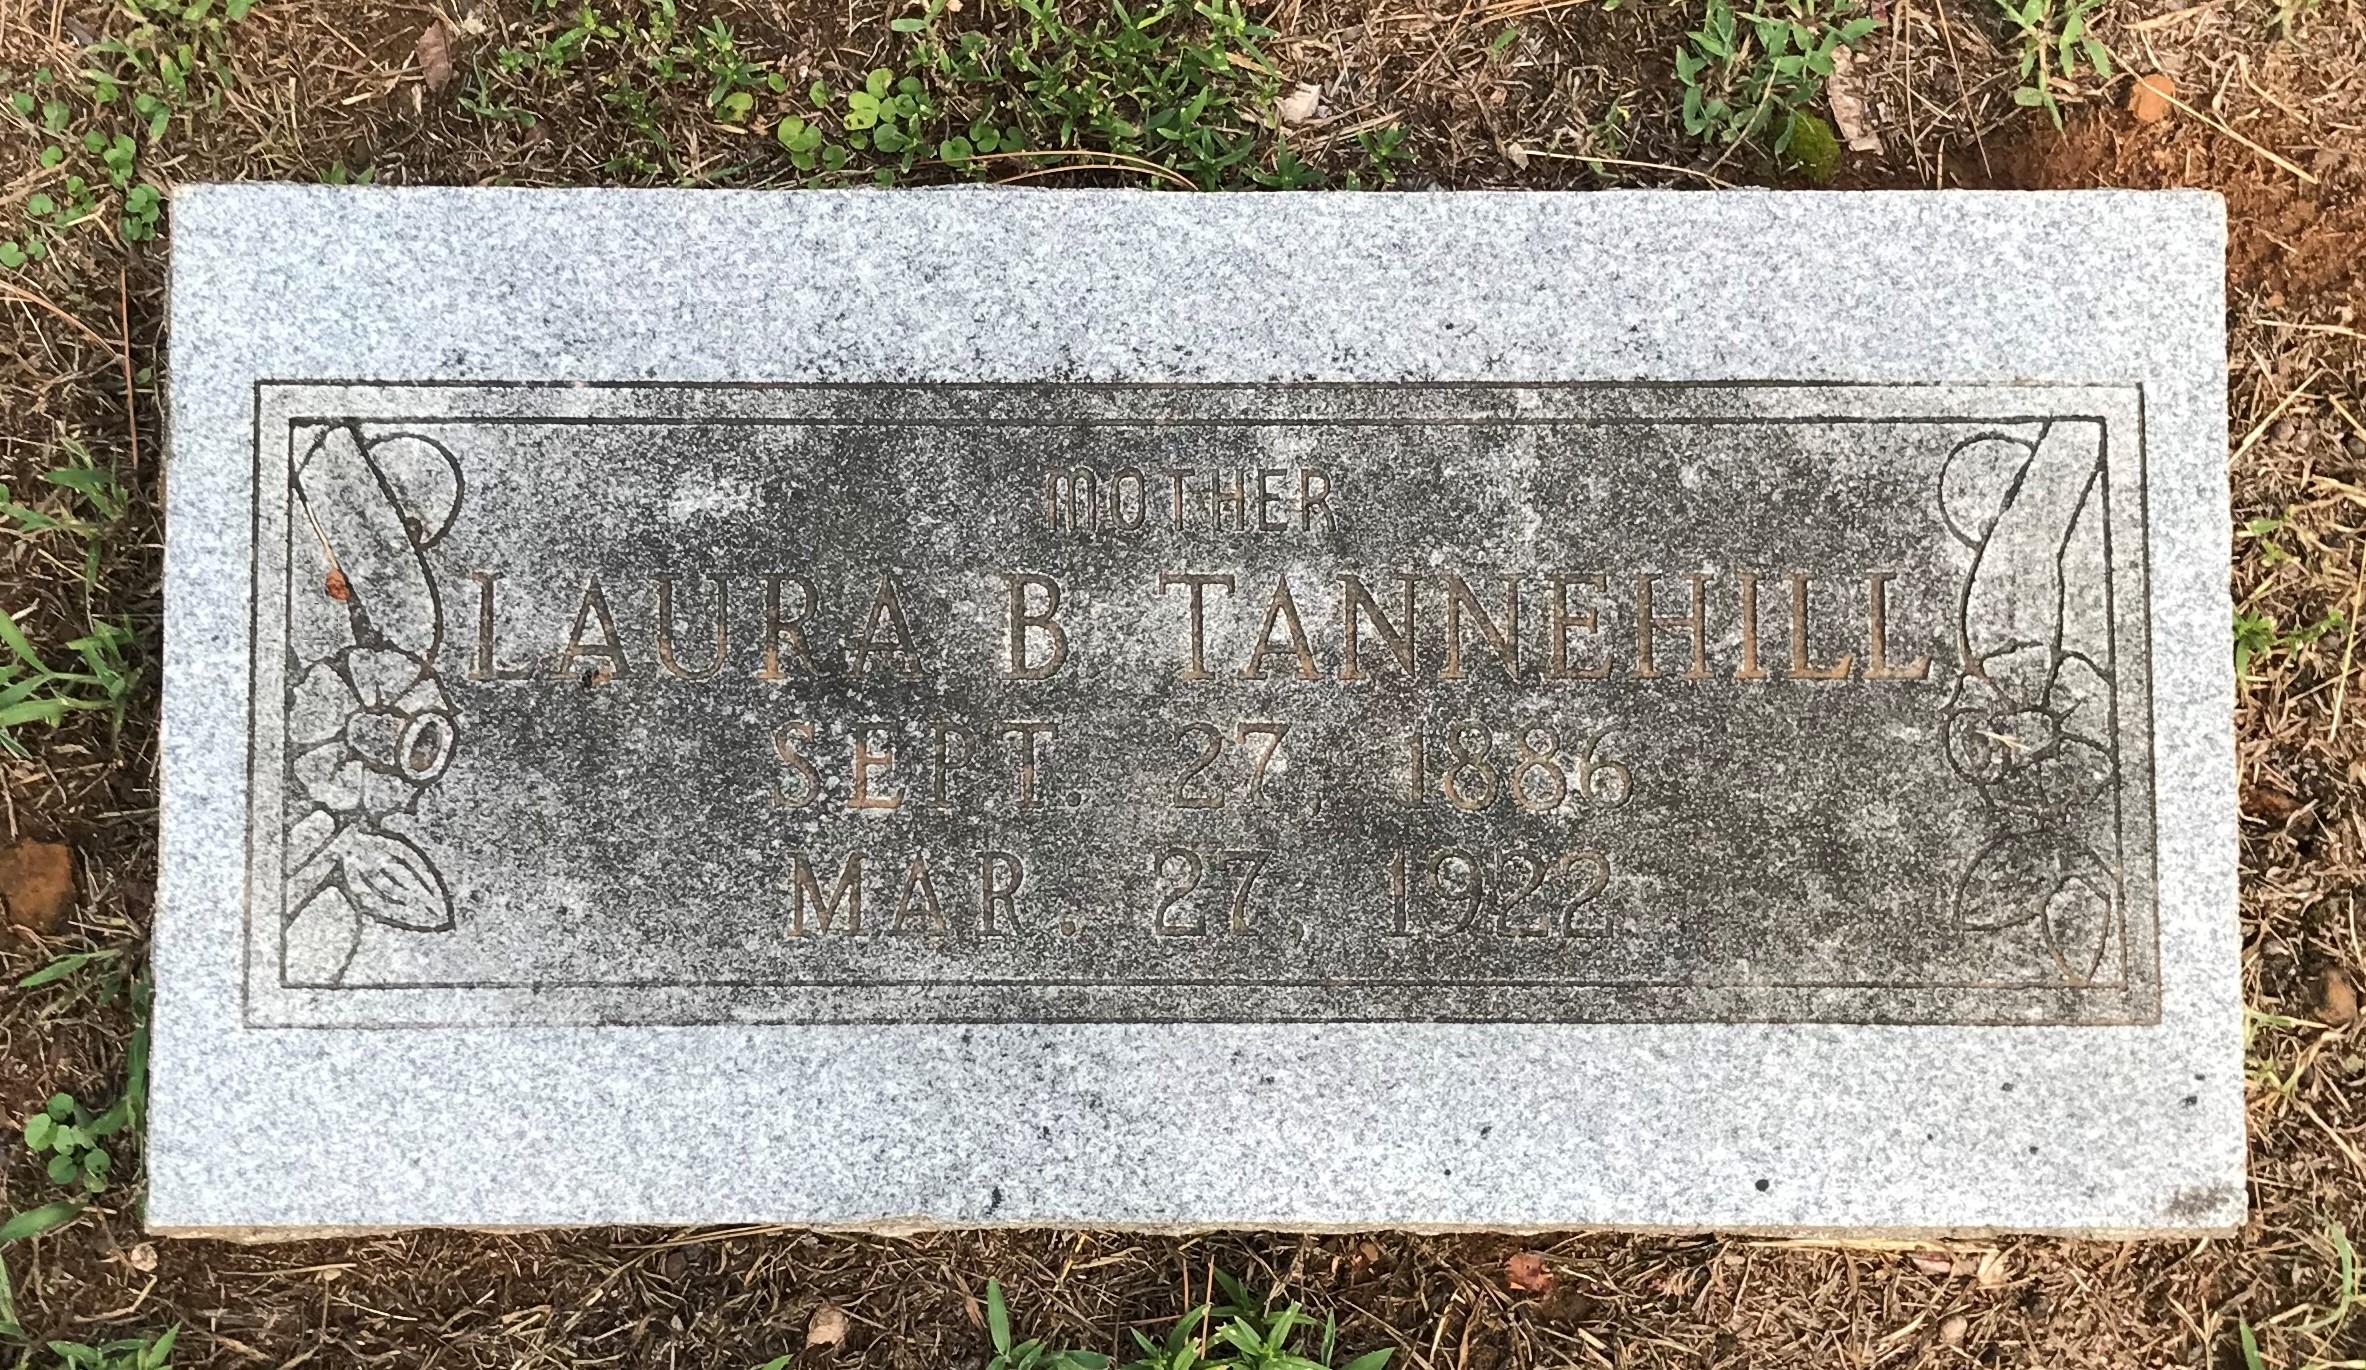 MOTHER
LAURA B TANNEHILL
SEPT. 27, 1886
MAR. 27, 1922